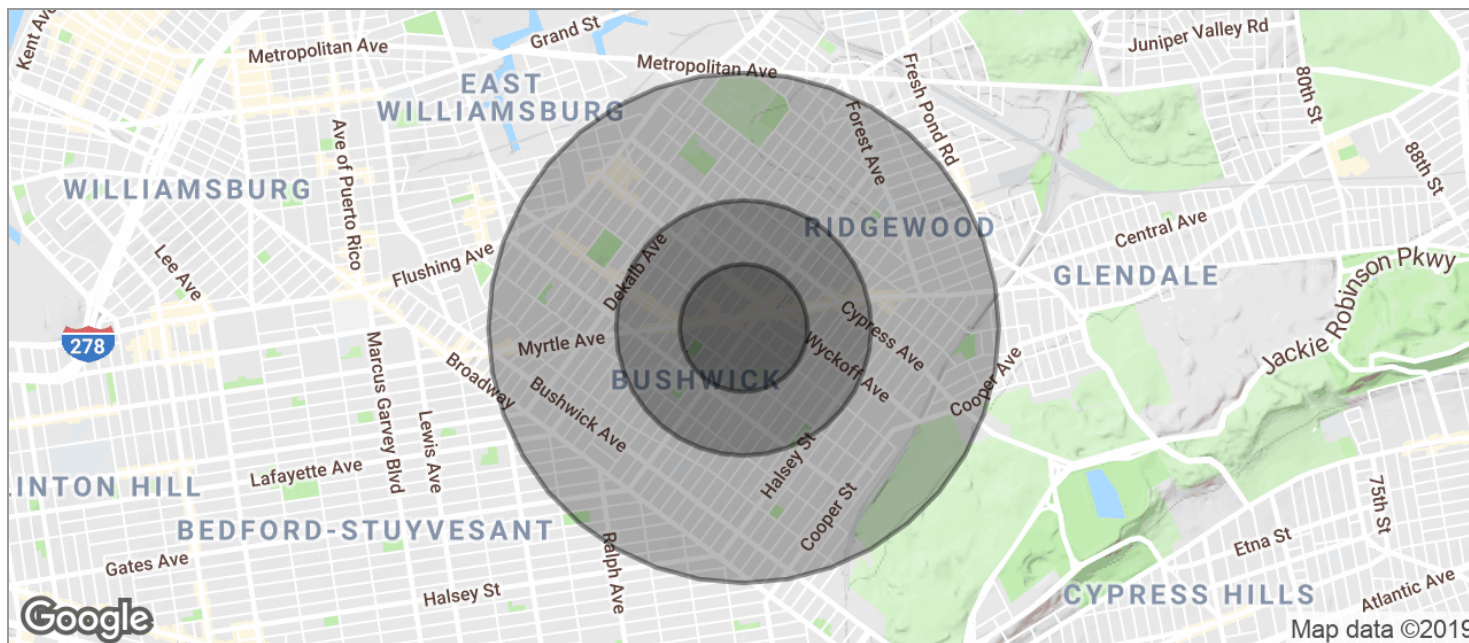 Kent Ave
Metropolitan Ave
Grand St
Metropolitan Ave
Juniper Valley Rd
EAST
WILLIAMSBURG
Fresh Pond Rd
80th St
Forest Ave
88th St
Ave of Puerto Rico
WILLIAMSBURG
RIDGEWOOD
Central Ave
Lee Ave
Flushing Ave
Dekalb Ave
GLENDALE
Jackie Robinson Pkwy
278
Myrtle Ave
Cypress Ave
Wyckoff Ave
BUSHWICK
Marcus Garvey Blvd
Broadway
Bushwick Ave
Cooper Ave
Lewis Ave
Halsey St
Lafayette Ave
LINTON HILL
75th St
BEDFORD-STUYVESANT
Cooper St
Ralph Ave
Etna St
Gates Ave
Halsey St
CYPRESS HILLS
Atlantic Ave
Google
Map data ©2019